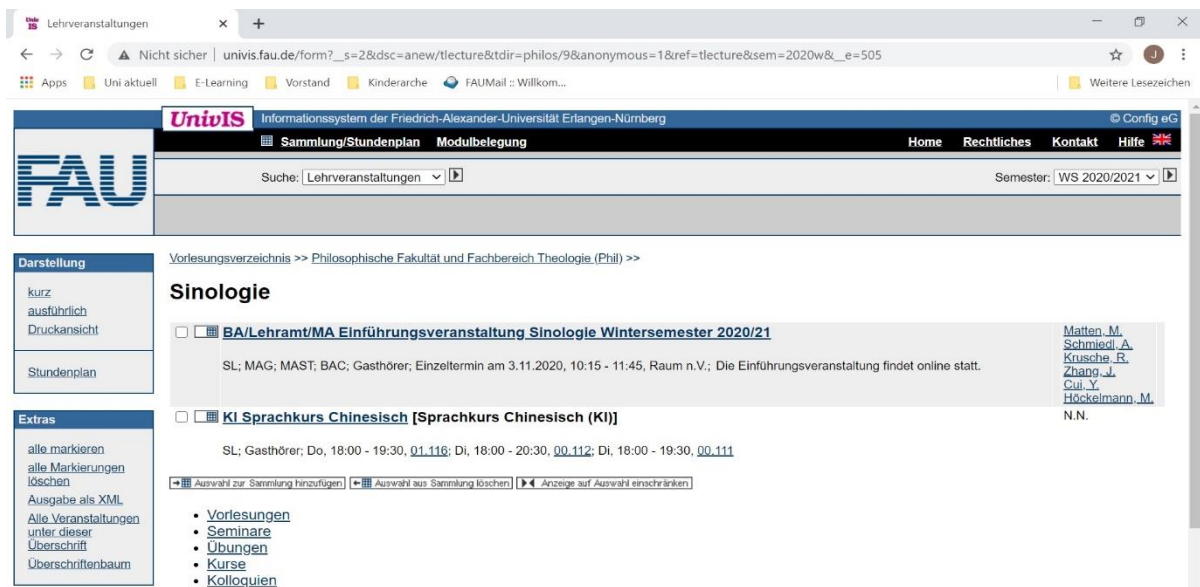 UnivIS Lehrveranstaltungen
Nicht sicher | univis.fau.de/form?__s=2&dsc=anew/tlecture&tdir=philos/9&anonymous=1&ref=tlecture&sem=2020w&__e=505 J
Apps Uni aktuell E-Learning Vorstand Kinderarche FAUMail :: Willkom... Weitere Lesezeichen
UnivIS Informationssystem der Friedrich-Alexander-Universität Erlangen-Nürnberg © Config eG
Sammlung/Stundenplan Modulbelegung Home Rechtliches Kontakt Hilfe
FAU
Suche: Lehrveranstaltungen Semester: WS 2020/2021
Darstellung
kurz
ausführlich
Druckansicht
Stundenplan
Extras
alle markieren
alle Markierungen
löschen
Ausgabe als XML
Alle Veranstaltungen
unter dieser
Überschrift
Überschriftenbaum
Vorlesungsverzeichnis >> Philosophische Fakultät und Fachbereich Theologie (Phil) >>
Sinologie
BA/Lehramt/MA Einführungsveranstaltung Sinologie Wintersemester 2020/21
SL; MAG; MAST; BAC; Gasthörer; Einzeltermin am 3.11.2020, 10:15 - 11:45, Raum n.V.; Die Einführungsveranstaltung findet online statt.
Matten, M.
Schmiedl, A.
Krusche, R.
Zhang, J.
Cui, Y.
Höckelmann, M.
KI Sprachkurs Chinesisch [Sprachkurs Chinesisch (KI)] N.N.
SL; Gasthörer; Do, 18:00 - 19:30, 01.116; Di, 18:00 - 20:30, 00.112; Di, 18:00 - 19:30, 00.111
Auswahl zur Sammlung hinzufügen Auswahl aus Sammlung löschen Anzeige auf Auswahl einschränken
Vorlesungen
Seminare
Übungen
Kurse
Kolloquien